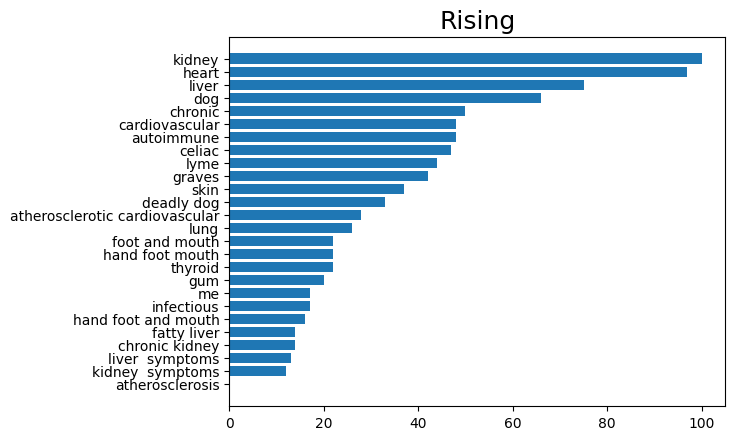 Rising
kidney
heart
liver
dog
chronic
cardiovascular
autoimmune
celiac
lyme
graves
skin
deadly dog
atherosclerotic cardiovascular
lung
foot and mouth
hand foot mouth
thyroid
gum
me
infectious
hand foot and mouth
fatty liver
chronic kidney
liver  symptoms
kidney  symptoms
atherosclerosis
0 20 40 60 80 100